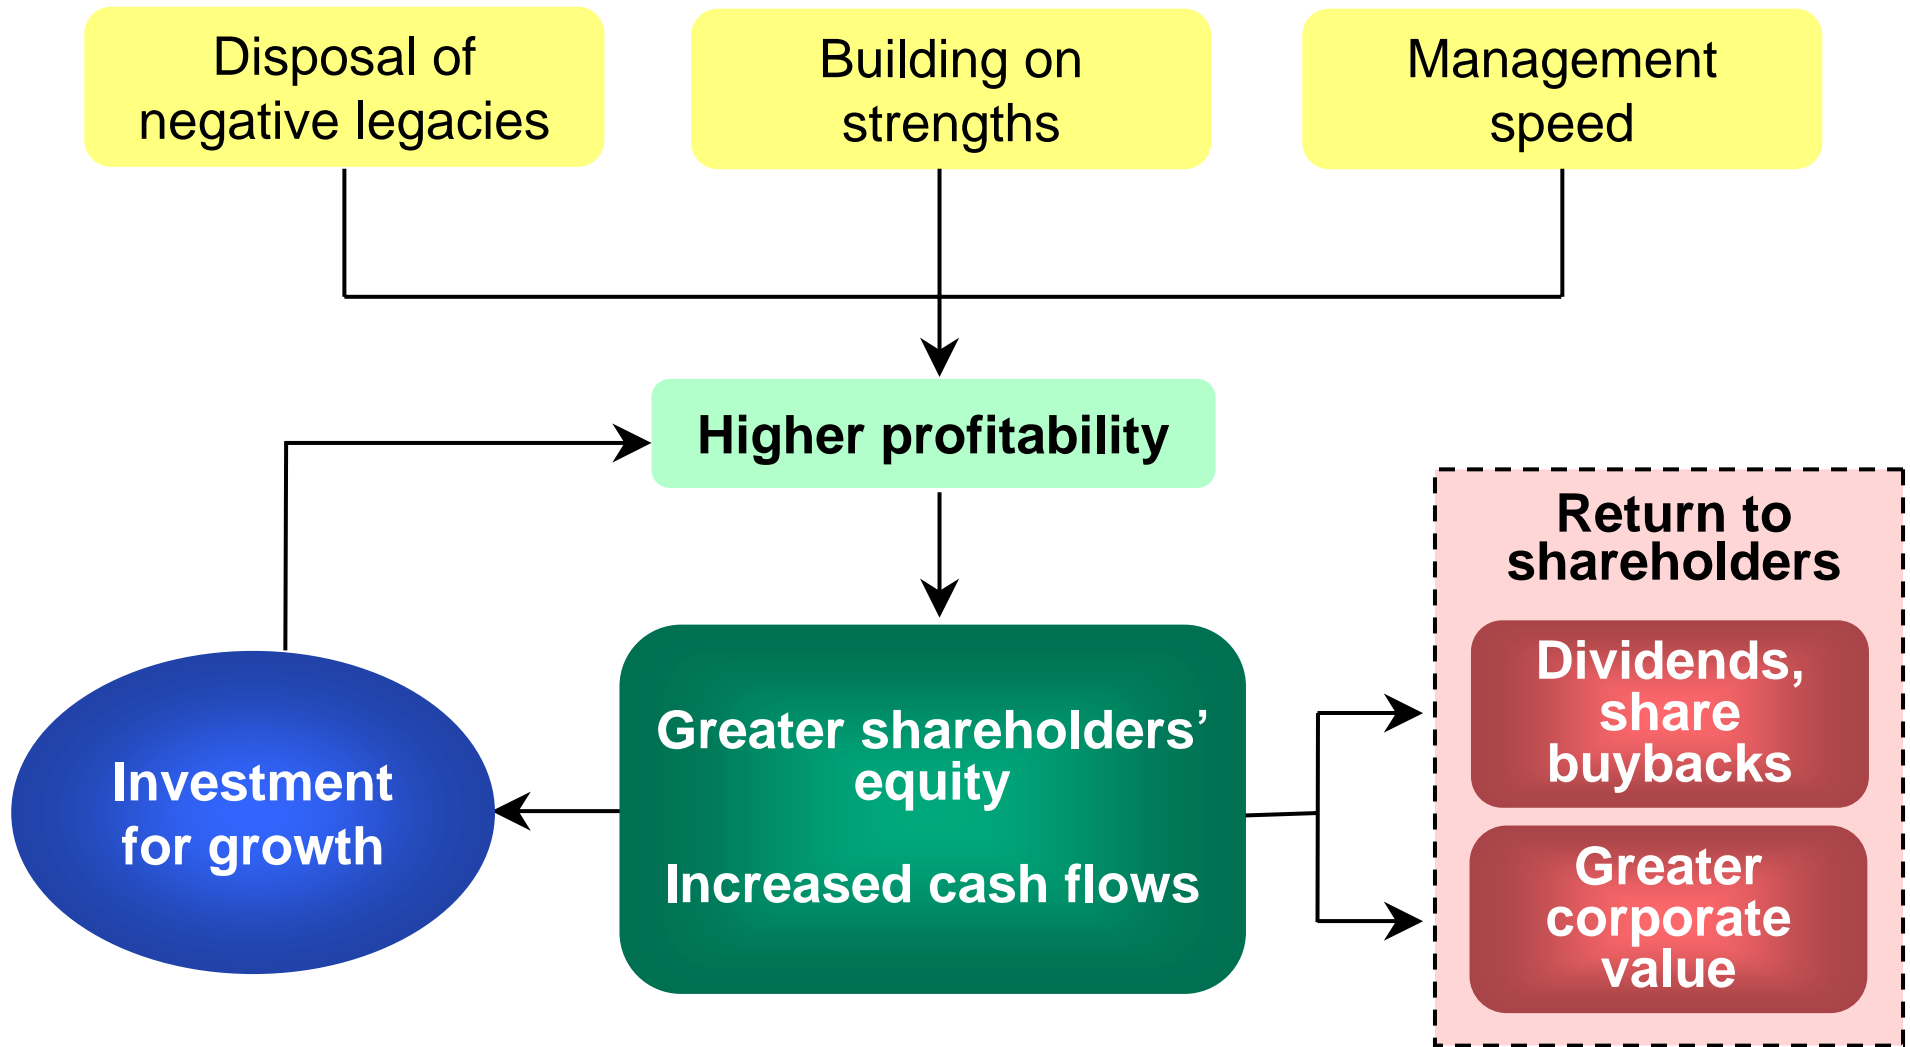 Disposal of
negative legacies
Building on
strengths
Management
speed
Higher profitability
Return to
shareholders
Dividends,
share
buybacks
Greater shareholders’
equity
Increased cash flows
Investment
for growth
Greater
corporate
value